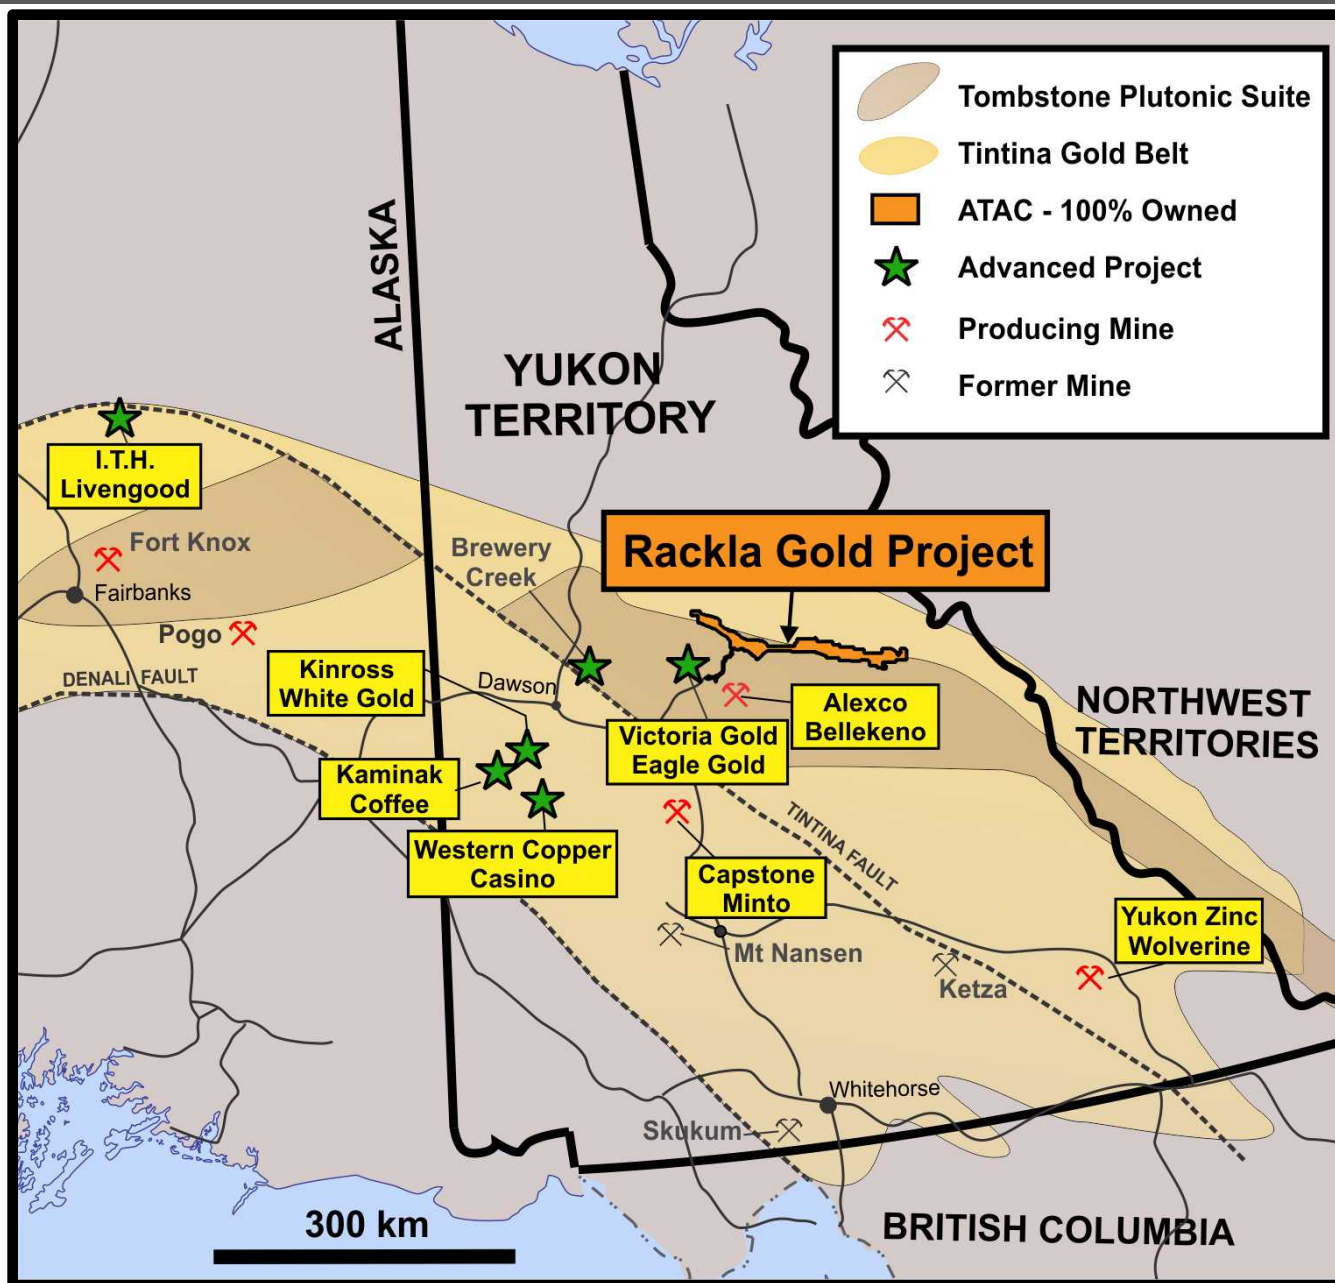 Tombstone Plutonic Suite
Tintina Gold Belt
ATAC - 100% Owned
Advanced Project
Producing Mine
Former Mine
ALASKA
YUKON
TERRITORY
I.T.H.
Livengood
Fort Knox
Fairbanks
Pogo
DENALI FAULT
Brewery
Creek
Rackla Gold Project
Kinross
White Gold
Dawson
Kaminak
Coffee
Western Copper
Casino
Victoria Gold
Eagle Gold
Alexco
Bellekeno
NORTHWEST
TERRITORIES
TINTINA FAULT
Capstone
Minto
Mt Nansen
Yukon Zinc
Wolverine
Ketza
Whitehorse
Skukum
300 km
BRITISH COLUMBIA